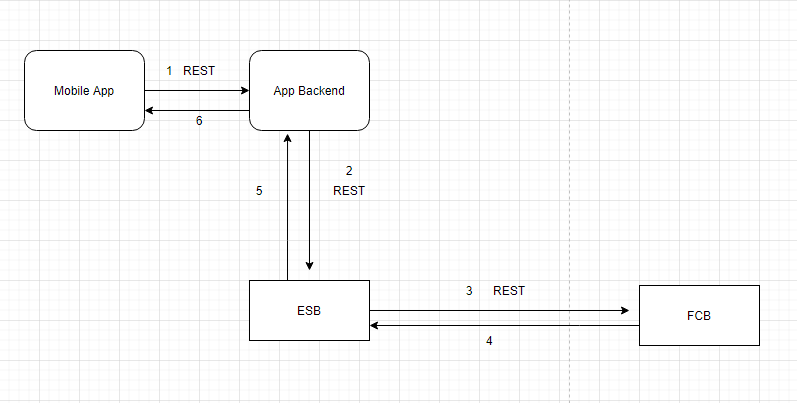 1 REST
Mobile App
App Backend
6
2
5
REST
3 REST
ESB
FCB
4